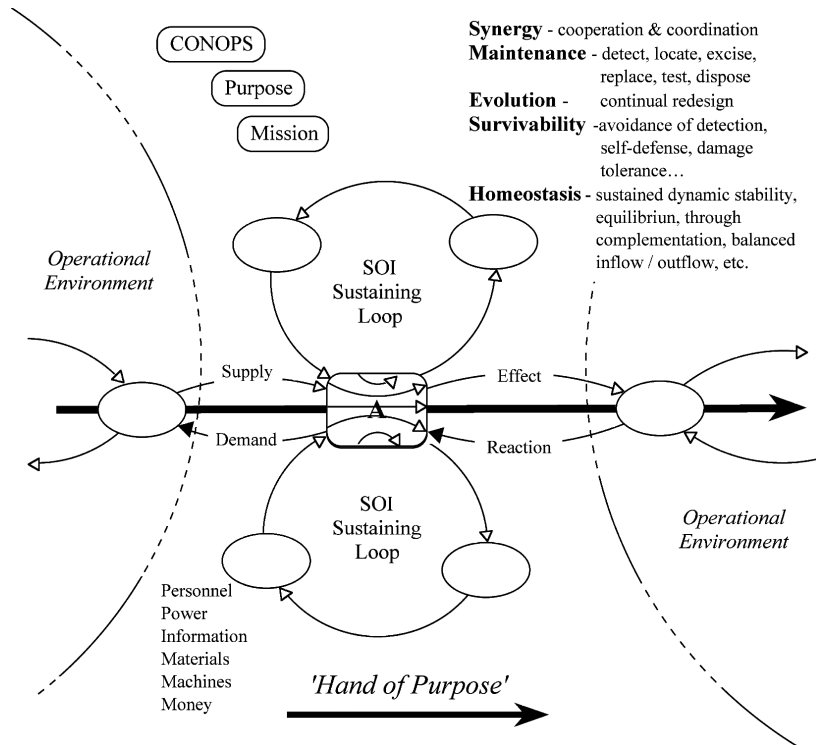 CONOPS
Purpose
Mission
Synergy - cooperation & coordination
Maintenance - detect, locate, excise,
replace, test, dispose
Evolution - continual redesign
Survivability -avoidance of detection,
self-defense, damage
tolerance…
Homeostasis - sustained dynamic stability,
equilibriun, through
complementation, balanced
inflow / outflow, etc.
Operational
Environment
SOI
Sustaining
Loop
Supply
Effect
A
Demand
Reaction
SOI
Sustaining
Loop
Operational
Environment
Personnel
Power
Information
Materials
Machines
Money
'Hand of Purpose'